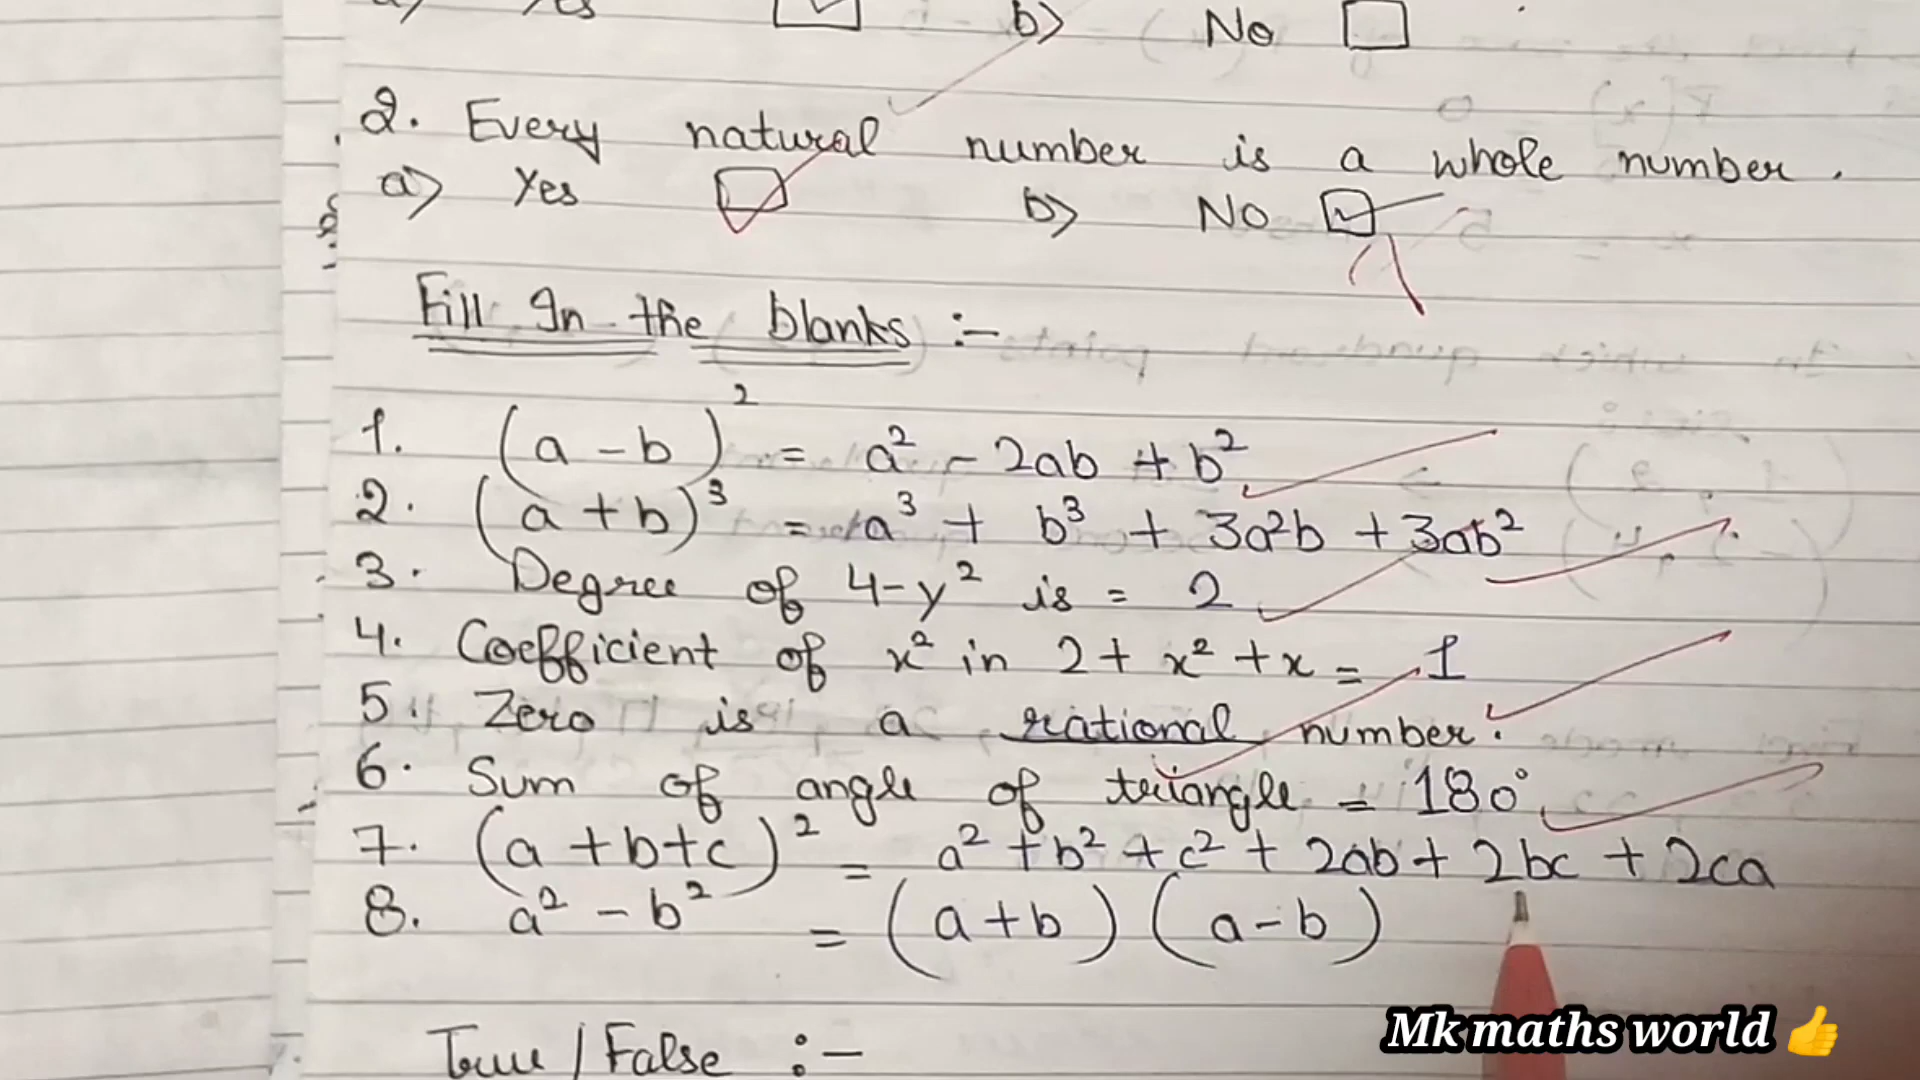 a) Yes b) No
2. Every natural number is a whole number.
a) Yes b) No
Fill In the blanks :-
1. (a - b)² = a² - 2ab + b²
2. (a + b)³ = a³ + b³ + 3a²b + 3ab²
3. Degree of 4-y² is = 2
4. Coefficient of x² in 2 + x² + x = 1
5. Zero is a rational number.
6. Sum of angle of triangle = 180°
7. (a + b + c)² = a² + b² + c² + 2ab + 2bc + 2ca
8. a² - b² = (a + b) (a - b)
True / False :-
Mk maths world 👍